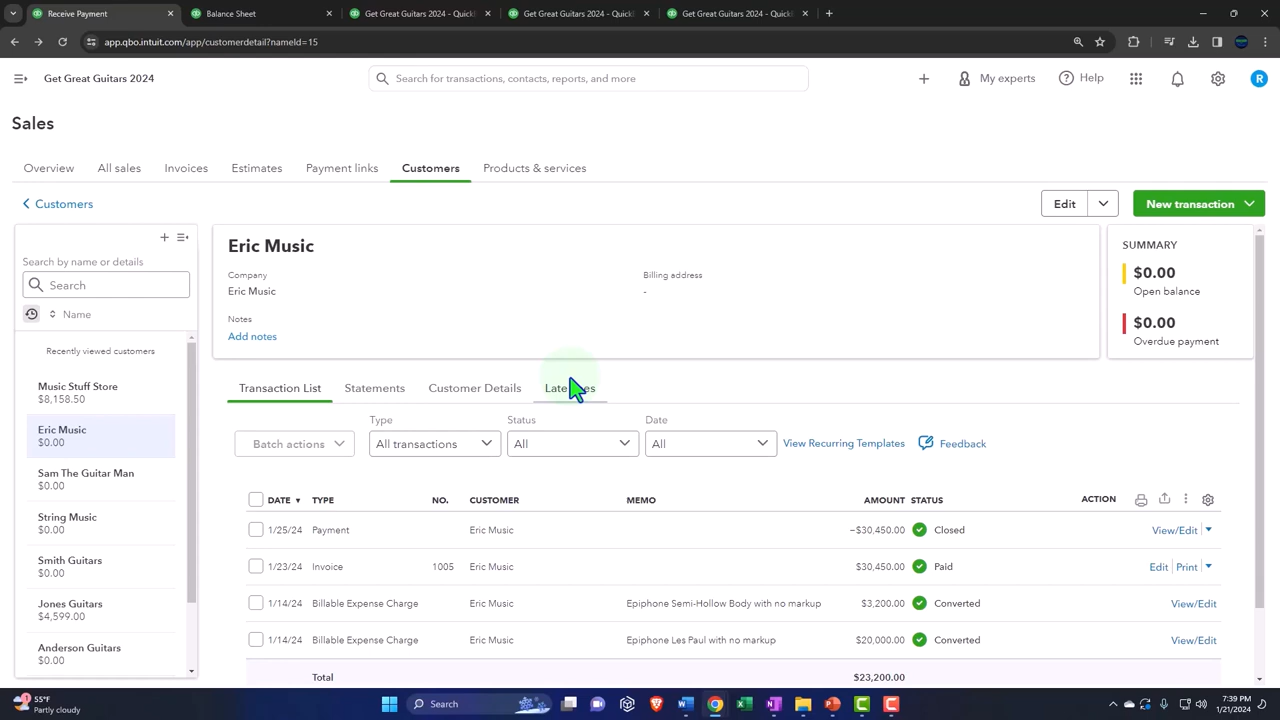 Receive Payment
Balance Sheet
Get Great Guitars 2024 - Quick
Get Great Guitars 2024 - Quick
Get Great Guitars 2024 - Quick
app.qbo.intuit.com/app/customerdetail?nameId=15
Get Great Guitars 2024
Search for transactions, contacts, reports, and more
My experts
Help
R
Sales
Overview
All sales
Invoices
Estimates
Payment links
Customers
Products & services
Customers
Edit
New transaction
Search by name or details
Search
Name
Recently viewed customers
Music Stuff Store
$8,158.50
Eric Music
$0.00
Sam The Guitar Man
$0.00
String Music
$0.00
Smith Guitars
$0.00
Jones Guitars
$4,599.00
Anderson Guitars
$0.00
Eric Music
Company
Eric Music
Billing address
-
Notes
Add notes
SUMMARY
$0.00
Open balance
$0.00
Overdue payment
Transaction List
Statements
Customer Details
Type
Status
Date
Batch actions
All transactions
All
All
View Recurring Templates
Feedback
DATE TYPE NO. CUSTOMER MEMO AMOUNT STATUS ACTION
1/25/24 Payment Eric Music −$30,450.00 Closed View/Edit
1/23/24 Invoice 1005 Eric Music $30,450.00 Paid Edit Print
1/14/24 Billable Expense Charge Eric Music Epiphone Semi-Hollow Body with no markup $3,200.00 Converted View/Edit
1/14/24 Billable Expense Charge Eric Music Epiphone Les Paul with no markup $20,000.00 Converted View/Edit
Total $23,200.00
1
55°F
Partly cloudy
Search
7:39 PM
1/21/2024